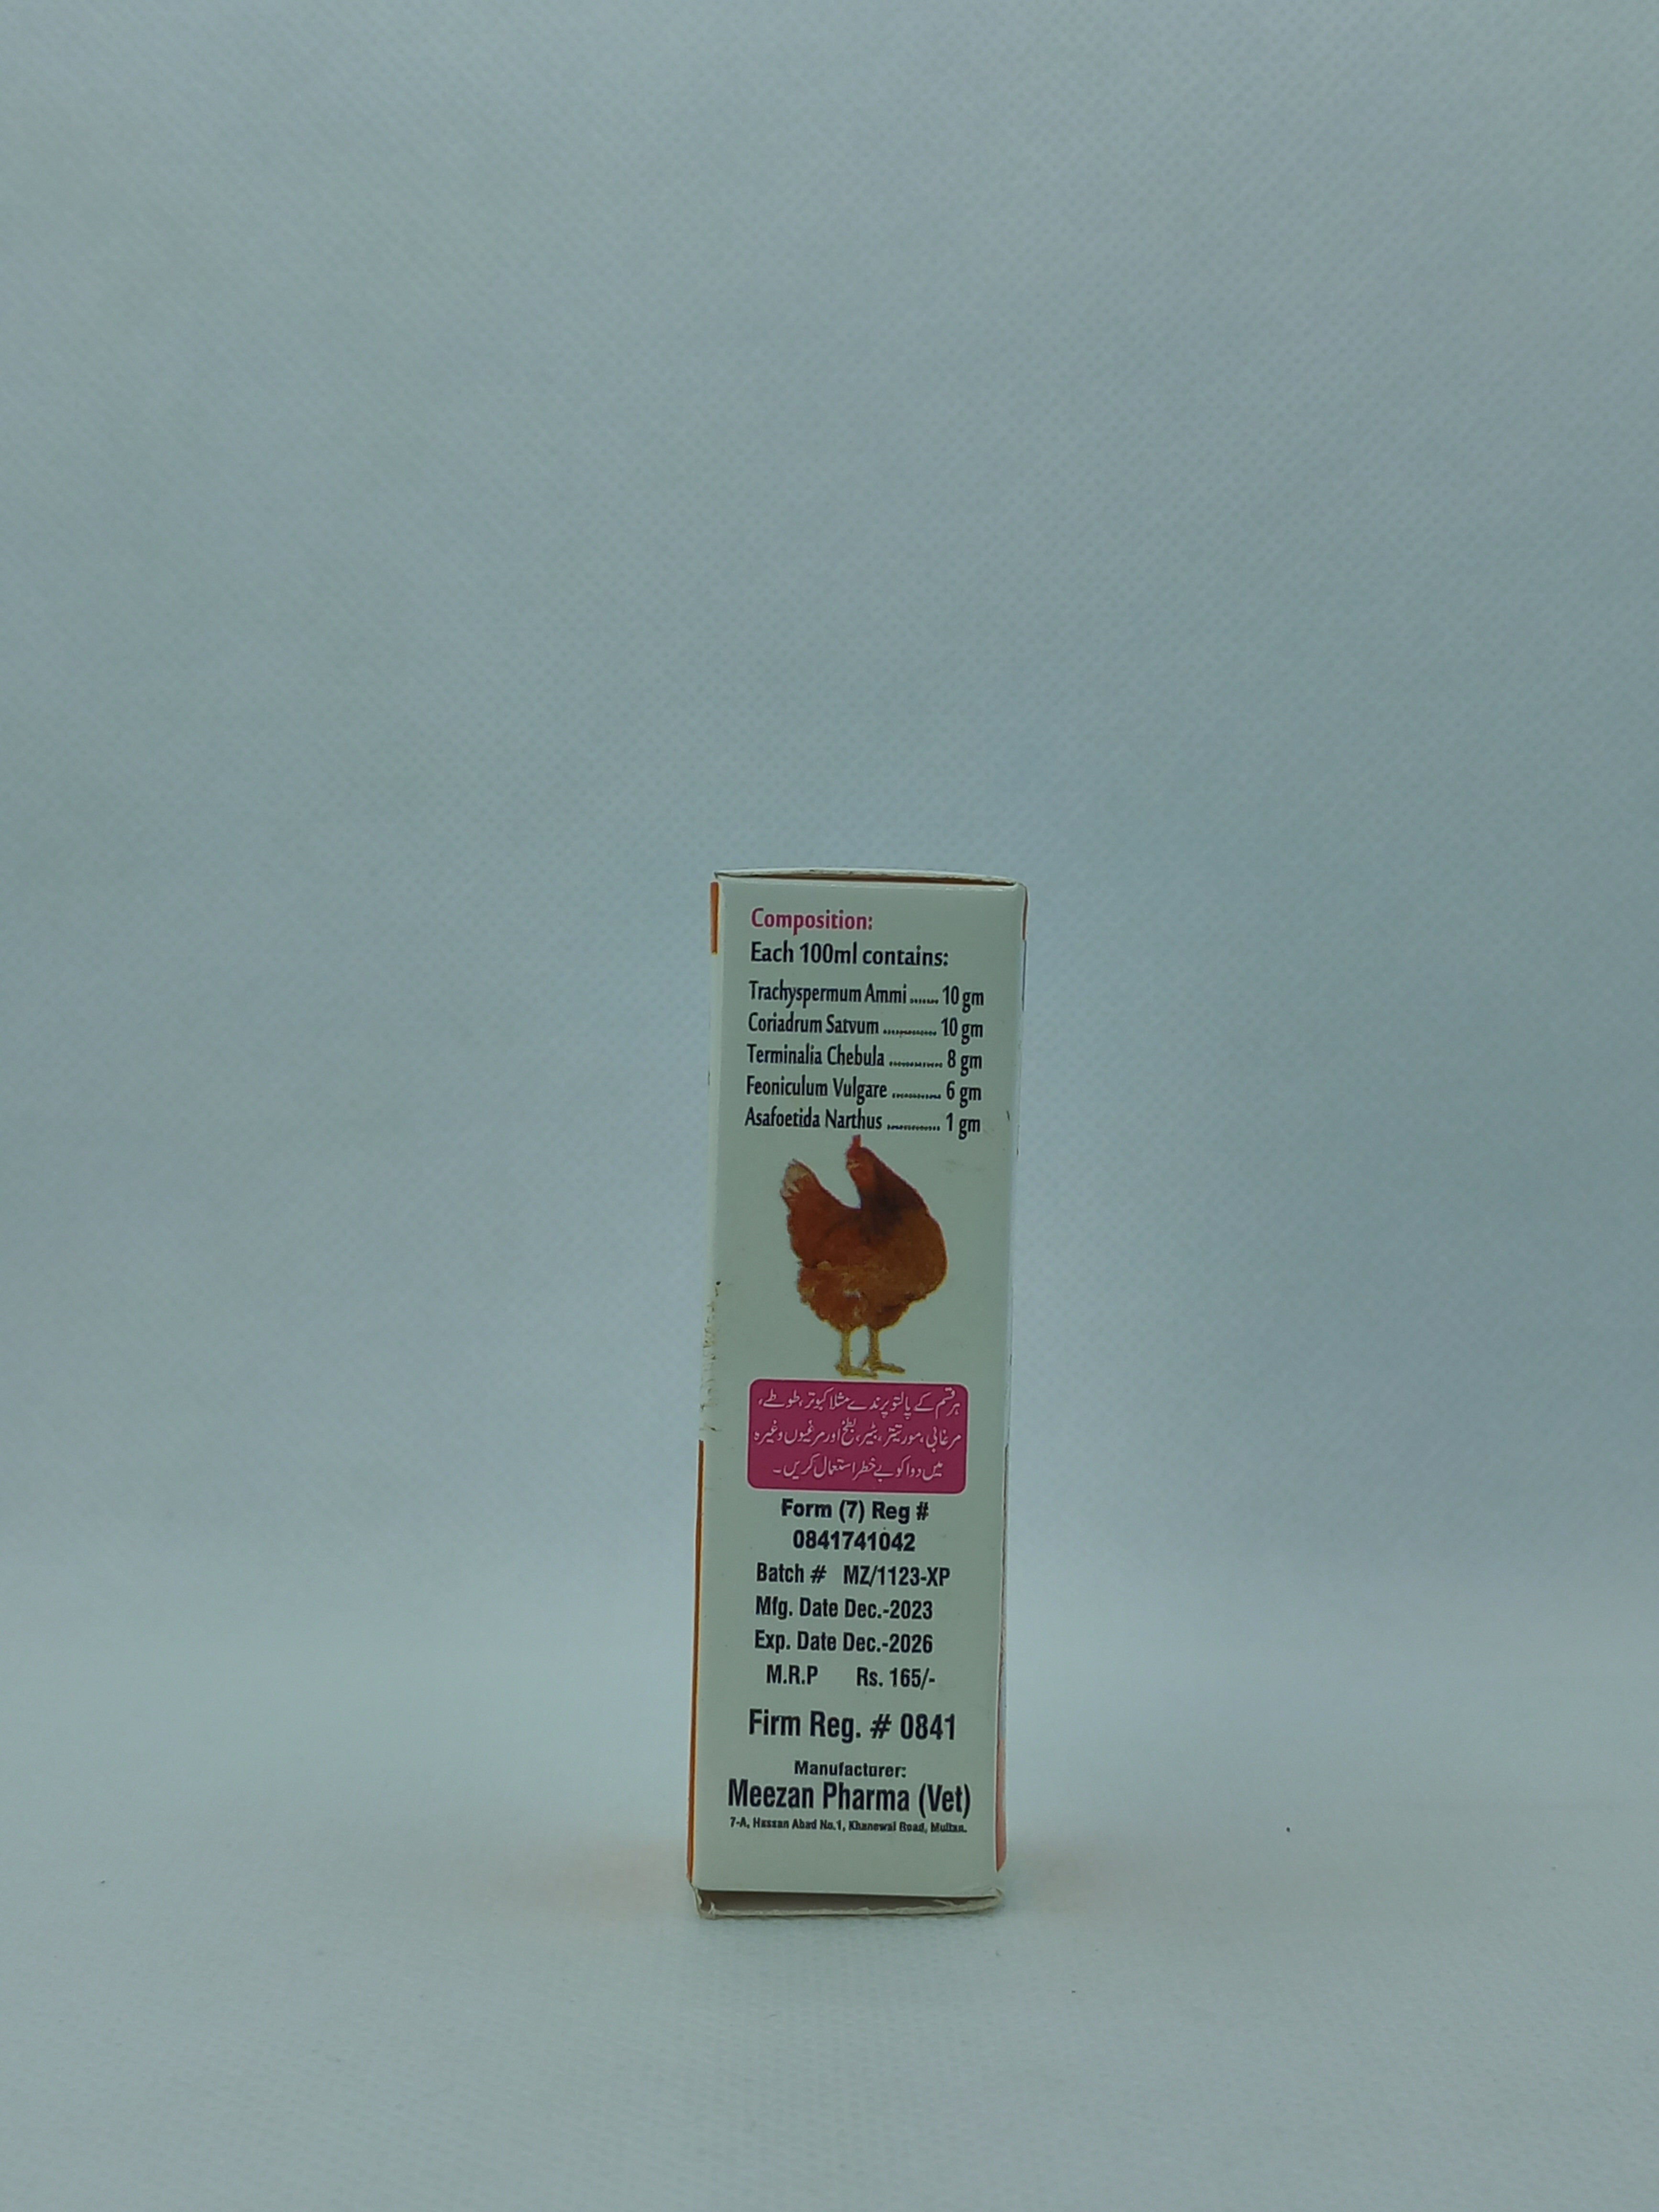 Composition:
Each 100ml contains:
Trachyspermum Ammi ....... 10 gm
Coriadrum Satvum ............. 10 gm
Terminalia Chebula ............. 8 gm
Feoniculum Vulgare ............ 6 gm
Asafoetida Narthus ............. 1 gm
ہر قسم کے پالتو پرندے مثلا کبوتر، طوطے،
مرغابی، مور، تیتر، بٹیر، بطخ اور مرغیوں وغیرہ
میں دوا کو بے خطر استعمال کریں۔
Form (7) Reg #
0841741042
Batch # MZ/1123-XP
Mfg. Date Dec.-2023
Exp. Date Dec.-2026
M.R.P Rs. 165/-
Firm Reg. # 0841
Manufacturer:
Meezan Pharma (Vet)
7-A, Hassan Abad No.1, Khanewal Road, Multan.